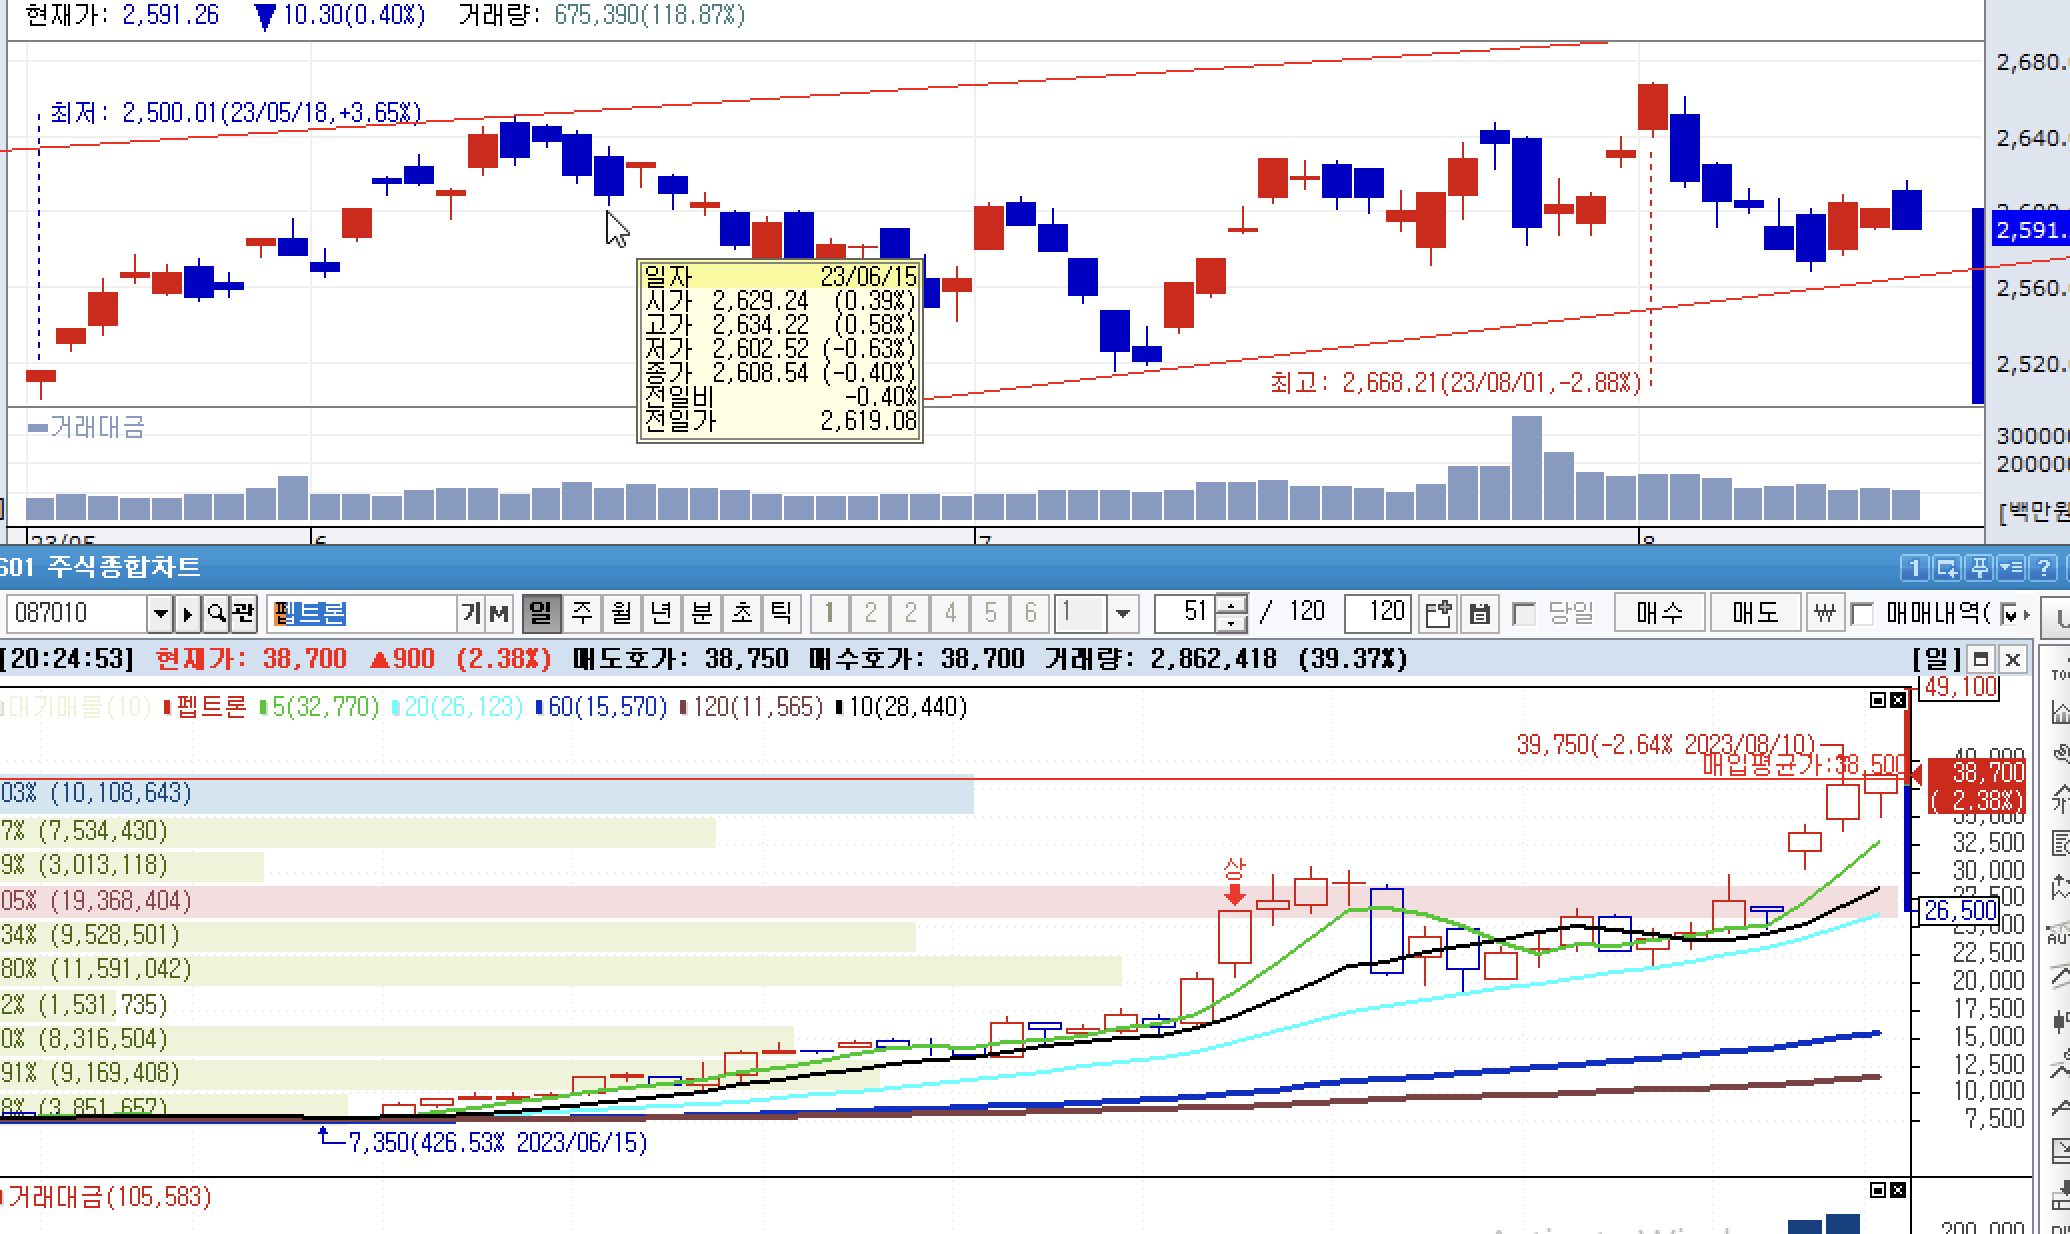 현재가: 2,591.26 ▼ 10.30(0.40%) 거래량: 675,390(118.87%)
2,680.
최저: 2,500.01(23/05/18,+3.65%)
2,640.
2,591.
일자 23/06/15
시가 2,629.24 (0.39%)
고가 2,634.22 (0.58%)
저가 2,602.52 (-0.63%)
종가 2,608.54 (-0.40%)
전일비 -0.40%
전일가 2,619.08
2,560.
2,520.
최고: 2,668.21(23/08/01,-2.88%)
거래대금
300000
200000
[백만원
23/05 6 7 8
601 주식종합차트
1 ?
087010 관 펩트론 기 M 일 주 월 년 분 초 틱 1 2 2 4 5 6 1 51 / 120 120 당일 매수 매도 ₩ 매매내역(
[20:24:53] 현재가: 38,700 ▲900 (2.38%) 매도호가: 38,750 매수호가: 38,700 거래량: 2,862,418 (39.37%) [일]
49,100
대기매물(10) 펩트론 5(32,770) 20(26,123) 60(15,570) 120(11,565) 10(28,440)
39,750(-2.64% 2023/08/10)
매입평균가:38,500
40,000
38,700
( 2.38%)
35,000
32,500
30,000
26,500
22,500
20,000
17,500
15,000
12,500
10,000
7,500
03% (10,108,643)
7% (7,534,430)
9% (3,013,118)
05% (19,368,404)
34% (9,528,501)
80% (11,591,042)
2% (1,531,735)
0% (8,316,504)
91% (9,169,408)
8% (3,851,657)
상
7,350(426.53% 2023/06/15)
거래대금(105,583)
200,000